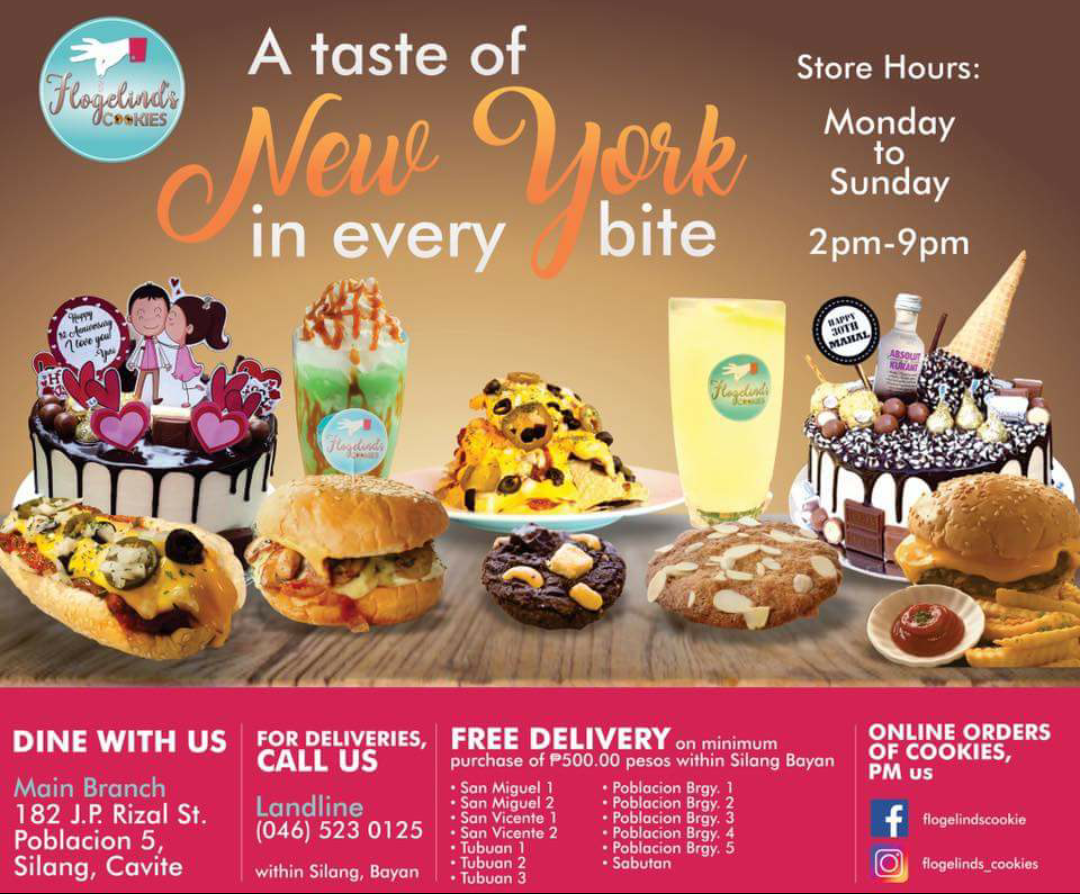 Flogelind's
COOKIES
A taste of
New York
in every bite
Store Hours:
Monday
to
Sunday
2pm-9pm
Happy
1st Anniversary
I love you!
Flogelind's
COOKIES
Flogelind's
COOKIES
HAPPY
30TH
MAHAL
ABSOLUT
KURANT
DINE WITH US
Main Branch
182 J.P. Rizal St.
Poblacion 5,
Silang, Cavite
FOR DELIVERIES,
CALL US
Landline
(046) 523 0125
within Silang, Bayan
FREE DELIVERY on minimum
purchase of ₱500.00 pesos within Silang Bayan
• San Miguel 1
• San Miguel 2
• San Vicente 1
• San Vicente 2
• Tubuan 1
• Tubuan 2
• Tubuan 3
• Poblacion Brgy. 1
• Poblacion Brgy. 2
• Poblacion Brgy. 3
• Poblacion Brgy. 4
• Poblacion Brgy. 5
• Sabutan
ONLINE ORDERS
OF COOKIES,
PM us
flogelindscookie
flogelinds_cookies